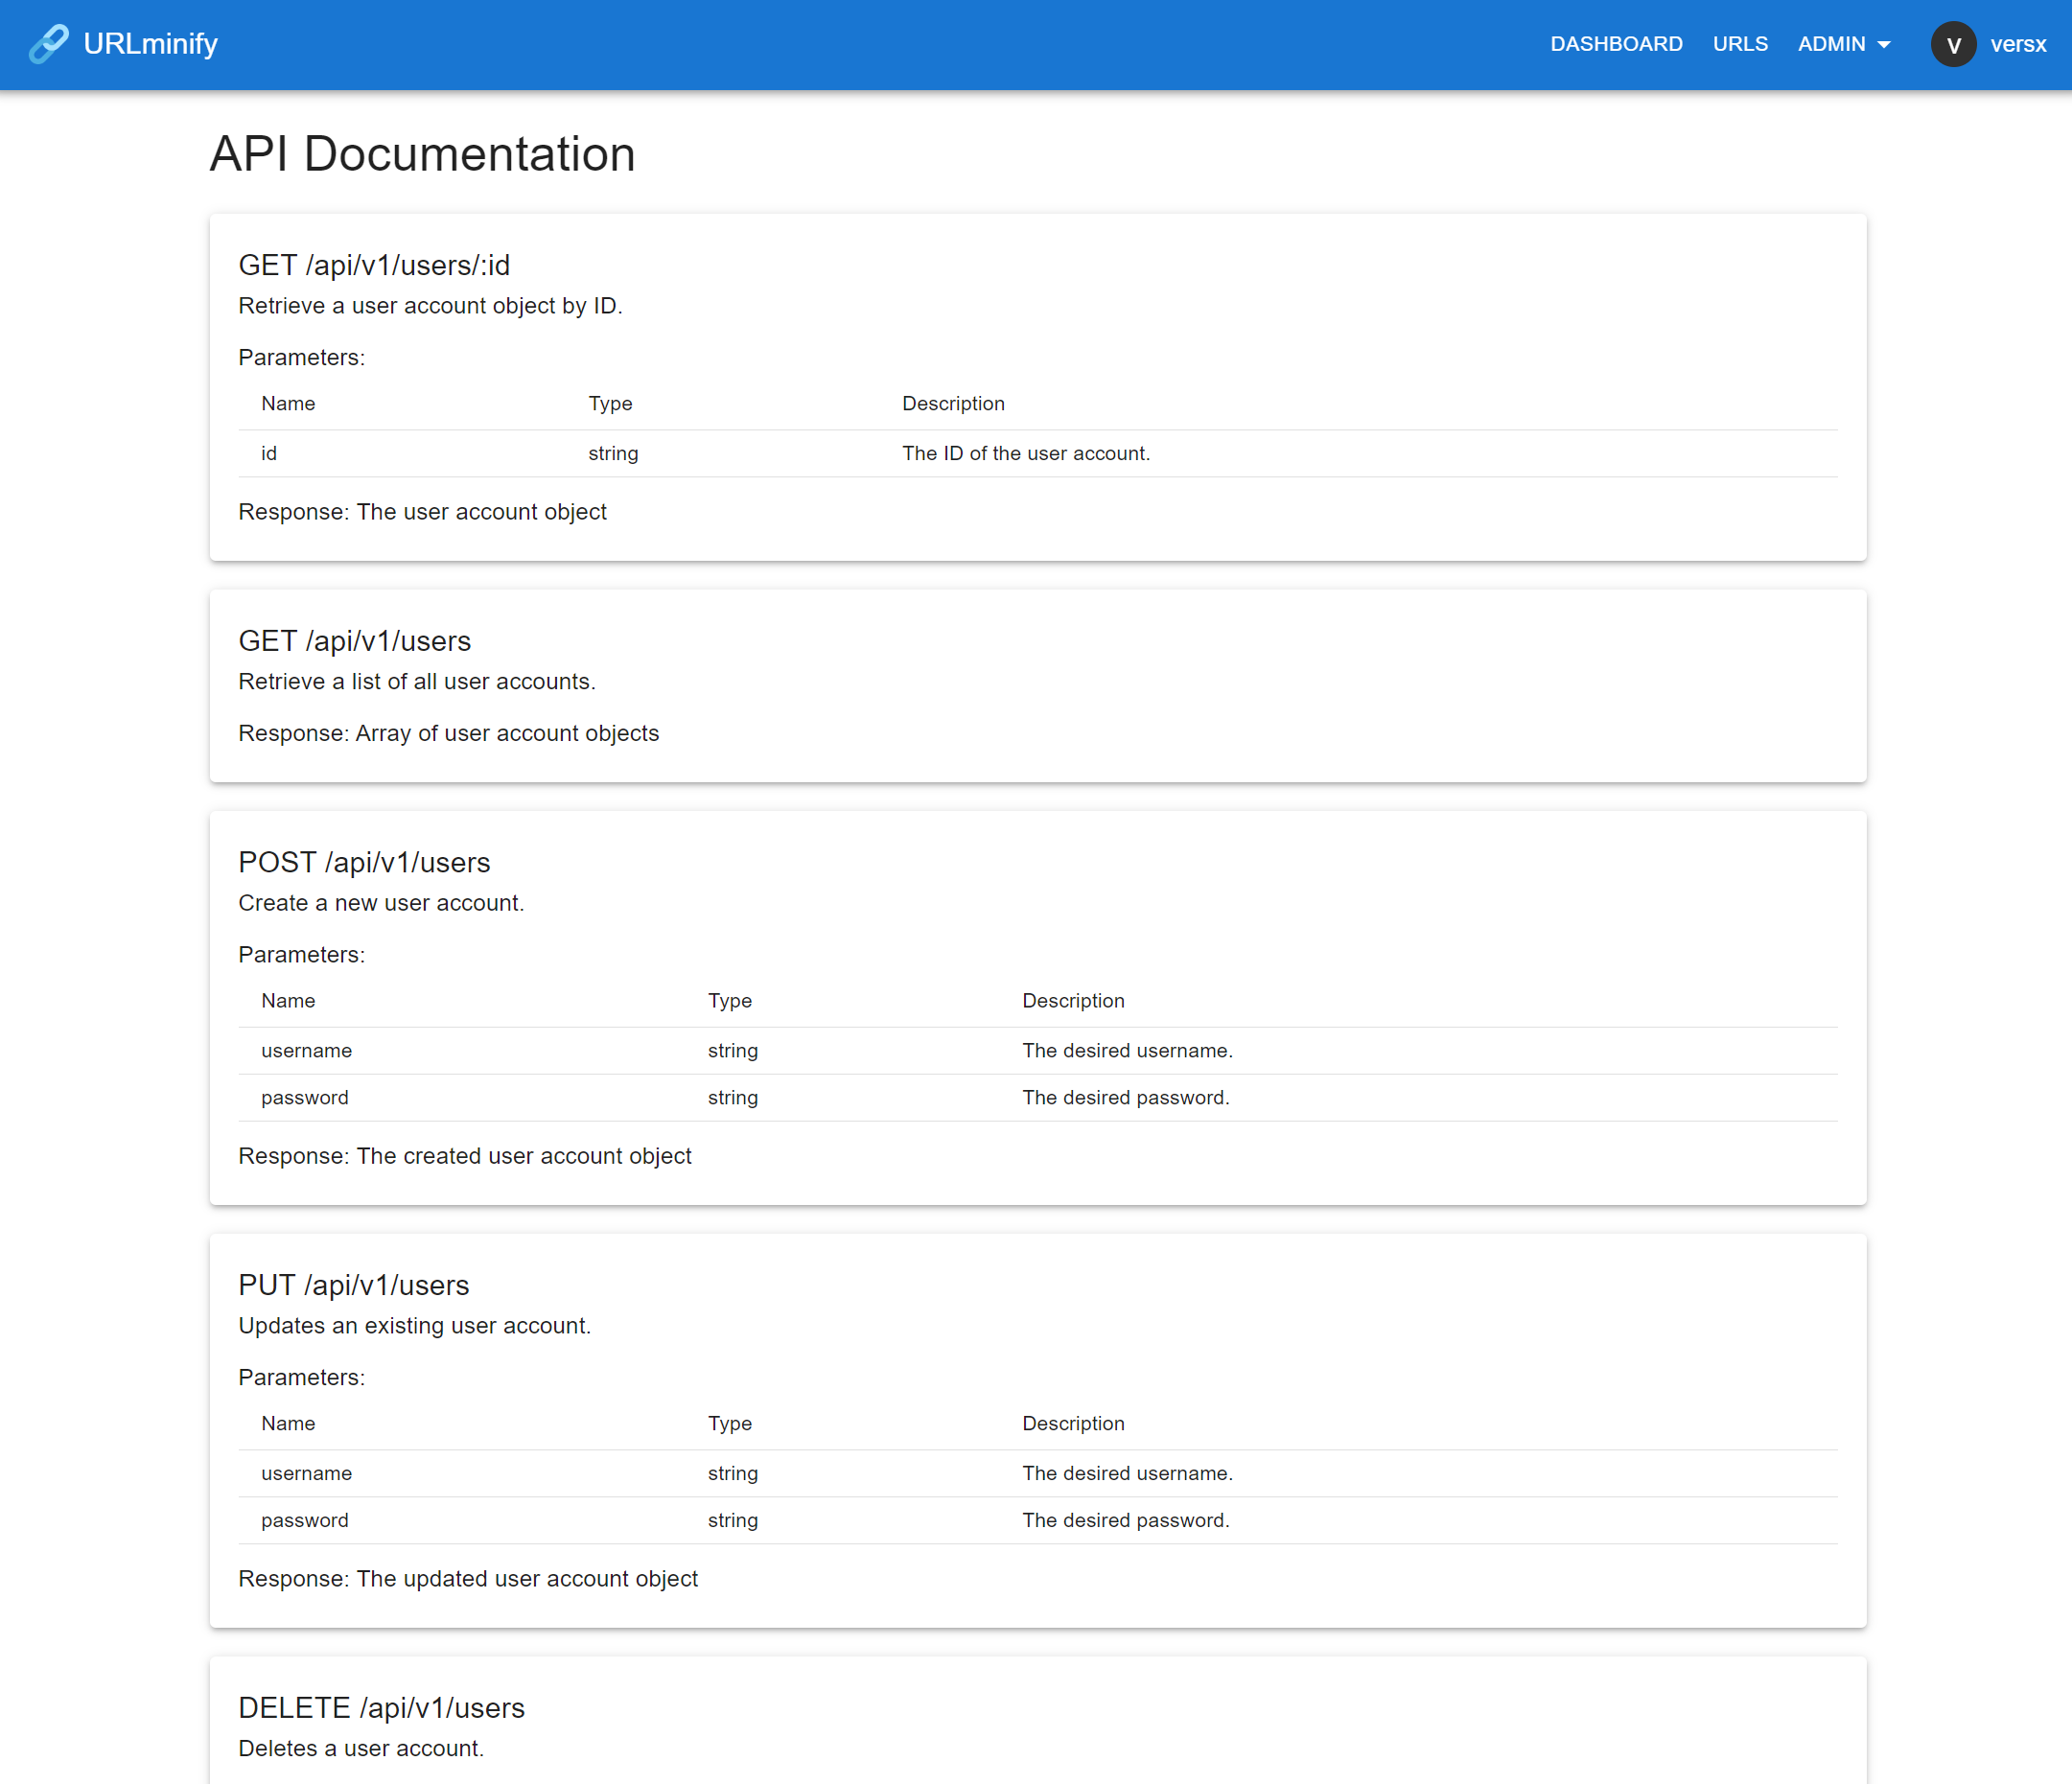 URLminify
DASHBOARD URLS ADMIN V versx
API Documentation
GET /api/v1/users/:id
Retrieve a user account object by ID.
Parameters:
Name Type Description
id string The ID of the user account.
Response: The user account object
GET /api/v1/users
Retrieve a list of all user accounts.
Response: Array of user account objects
POST /api/v1/users
Create a new user account.
Parameters:
Name Type Description
username string The desired username.
password string The desired password.
Response: The created user account object
PUT /api/v1/users
Updates an existing user account.
Parameters:
Name Type Description
username string The desired username.
password string The desired password.
Response: The updated user account object
DELETE /api/v1/users
Deletes a user account.